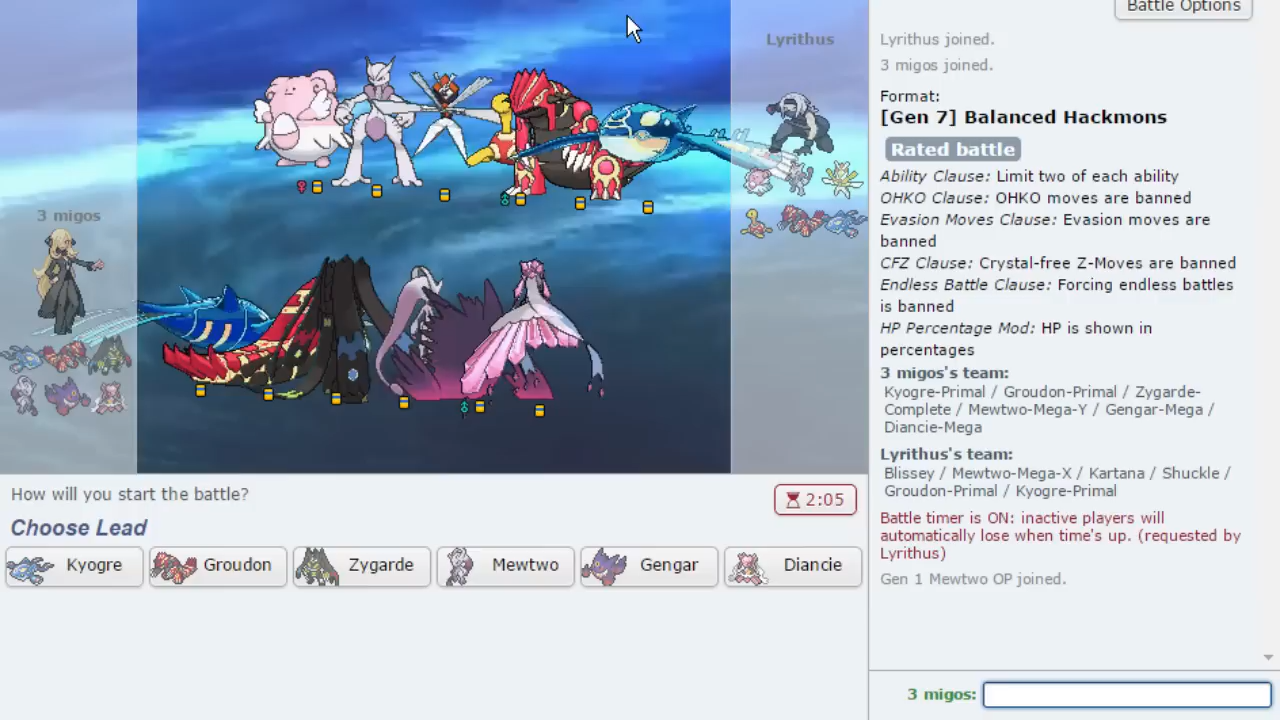 Battle Options
Lyrithus
Lyrithus joined.
3 migos joined.
Format:
[Gen 7] Balanced Hackmons
Rated battle
Ability Clause: Limit two of each ability
OHKO Clause: OHKO moves are banned
Evasion Moves Clause: Evasion moves are
banned
CFZ Clause: Crystal-free Z-Moves are banned
Endless Battle Clause: Forcing endless battles
is banned
HP Percentage Mod: HP is shown in
percentages
3 migos's team:
Kyogre-Primal / Groudon-Primal / Zygarde-
Complete / Mewtwo-Mega-Y / Gengar-Mega /
Diancie-Mega
Lyrithus's team:
Blissey / Mewtwo-Mega-X / Kartana / Shuckle /
Groudon-Primal / Kyogre-Primal
Battle timer is ON: inactive players will
automatically lose when time's up. (requested by
Lyrithus)
Gen 1 Mewtwo OP joined.
3 migos
How will you start the battle?
2:05
Choose Lead
Kyogre
Groudon
Zygarde
Mewtwo
Gengar
Diancie
3 migos: